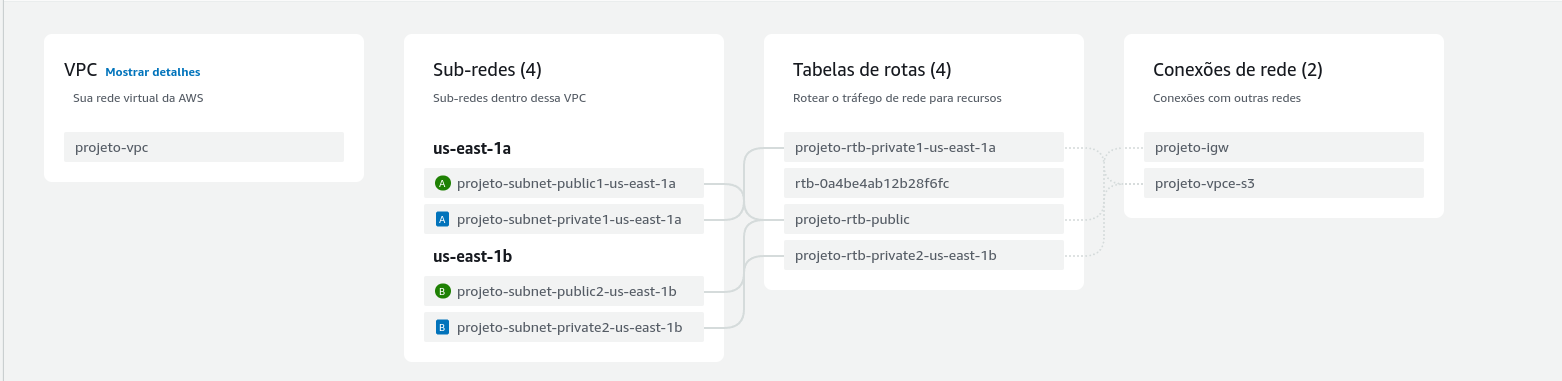 VPC Mostrar detalhes
Sua rede virtual da AWS
projeto-vpc
Sub-redes (4)
Sub-redes dentro dessa VPC
us-east-1a
A projeto-subnet-public1-us-east-1a
A projeto-subnet-private1-us-east-1a
us-east-1b
B projeto-subnet-public2-us-east-1b
B projeto-subnet-private2-us-east-1b
Tabelas de rotas (4)
Rotear o tráfego de rede para recursos
projeto-rtb-private1-us-east-1a
rtb-0a4be4ab12b28f6fc
projeto-rtb-public
projeto-rtb-private2-us-east-1b
Conexões de rede (2)
Conexões com outras redes
projeto-igw
projeto-vpce-s3